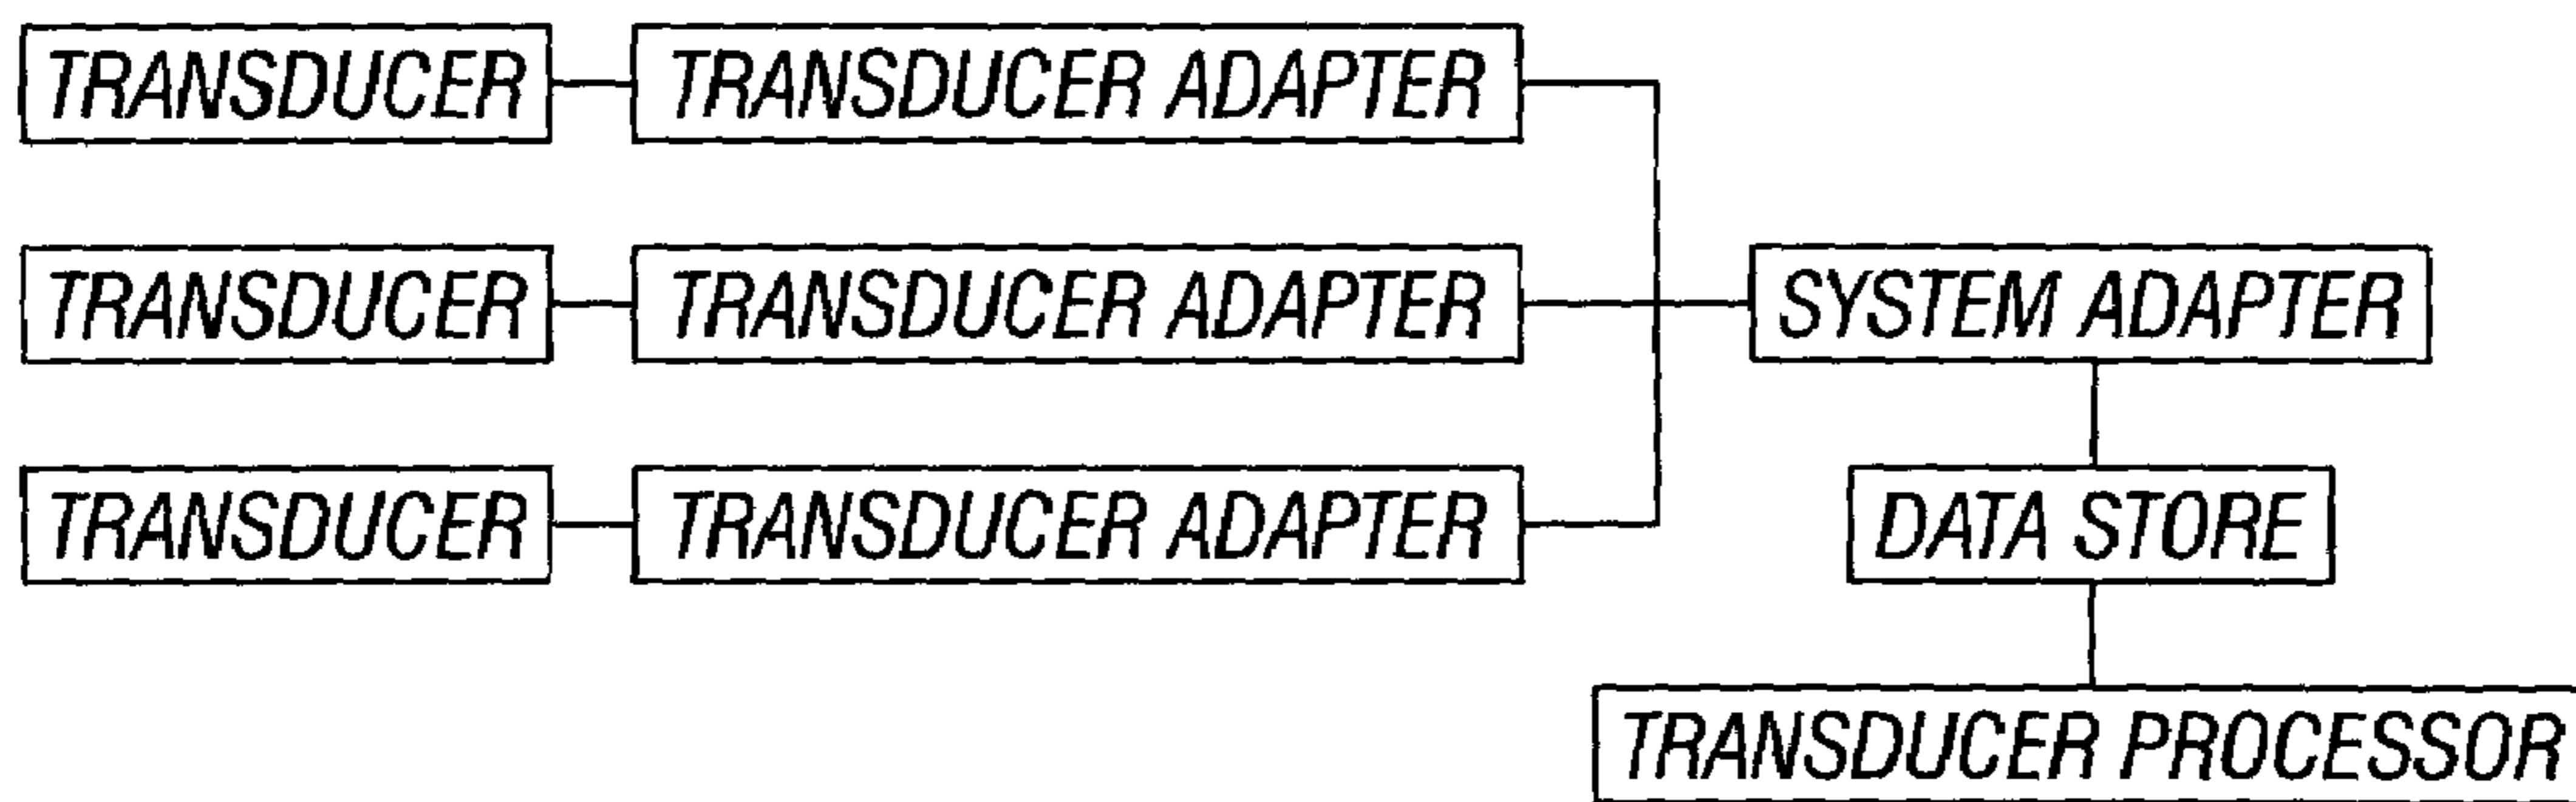 TRANSDUCER
TRANSDUCER ADAPTER
TRANSDUCER
TRANSDUCER ADAPTER
SYSTEM ADAPTER
TRANSDUCER
TRANSDUCER ADAPTER
DATA STORE
TRANSDUCER PROCESSOR